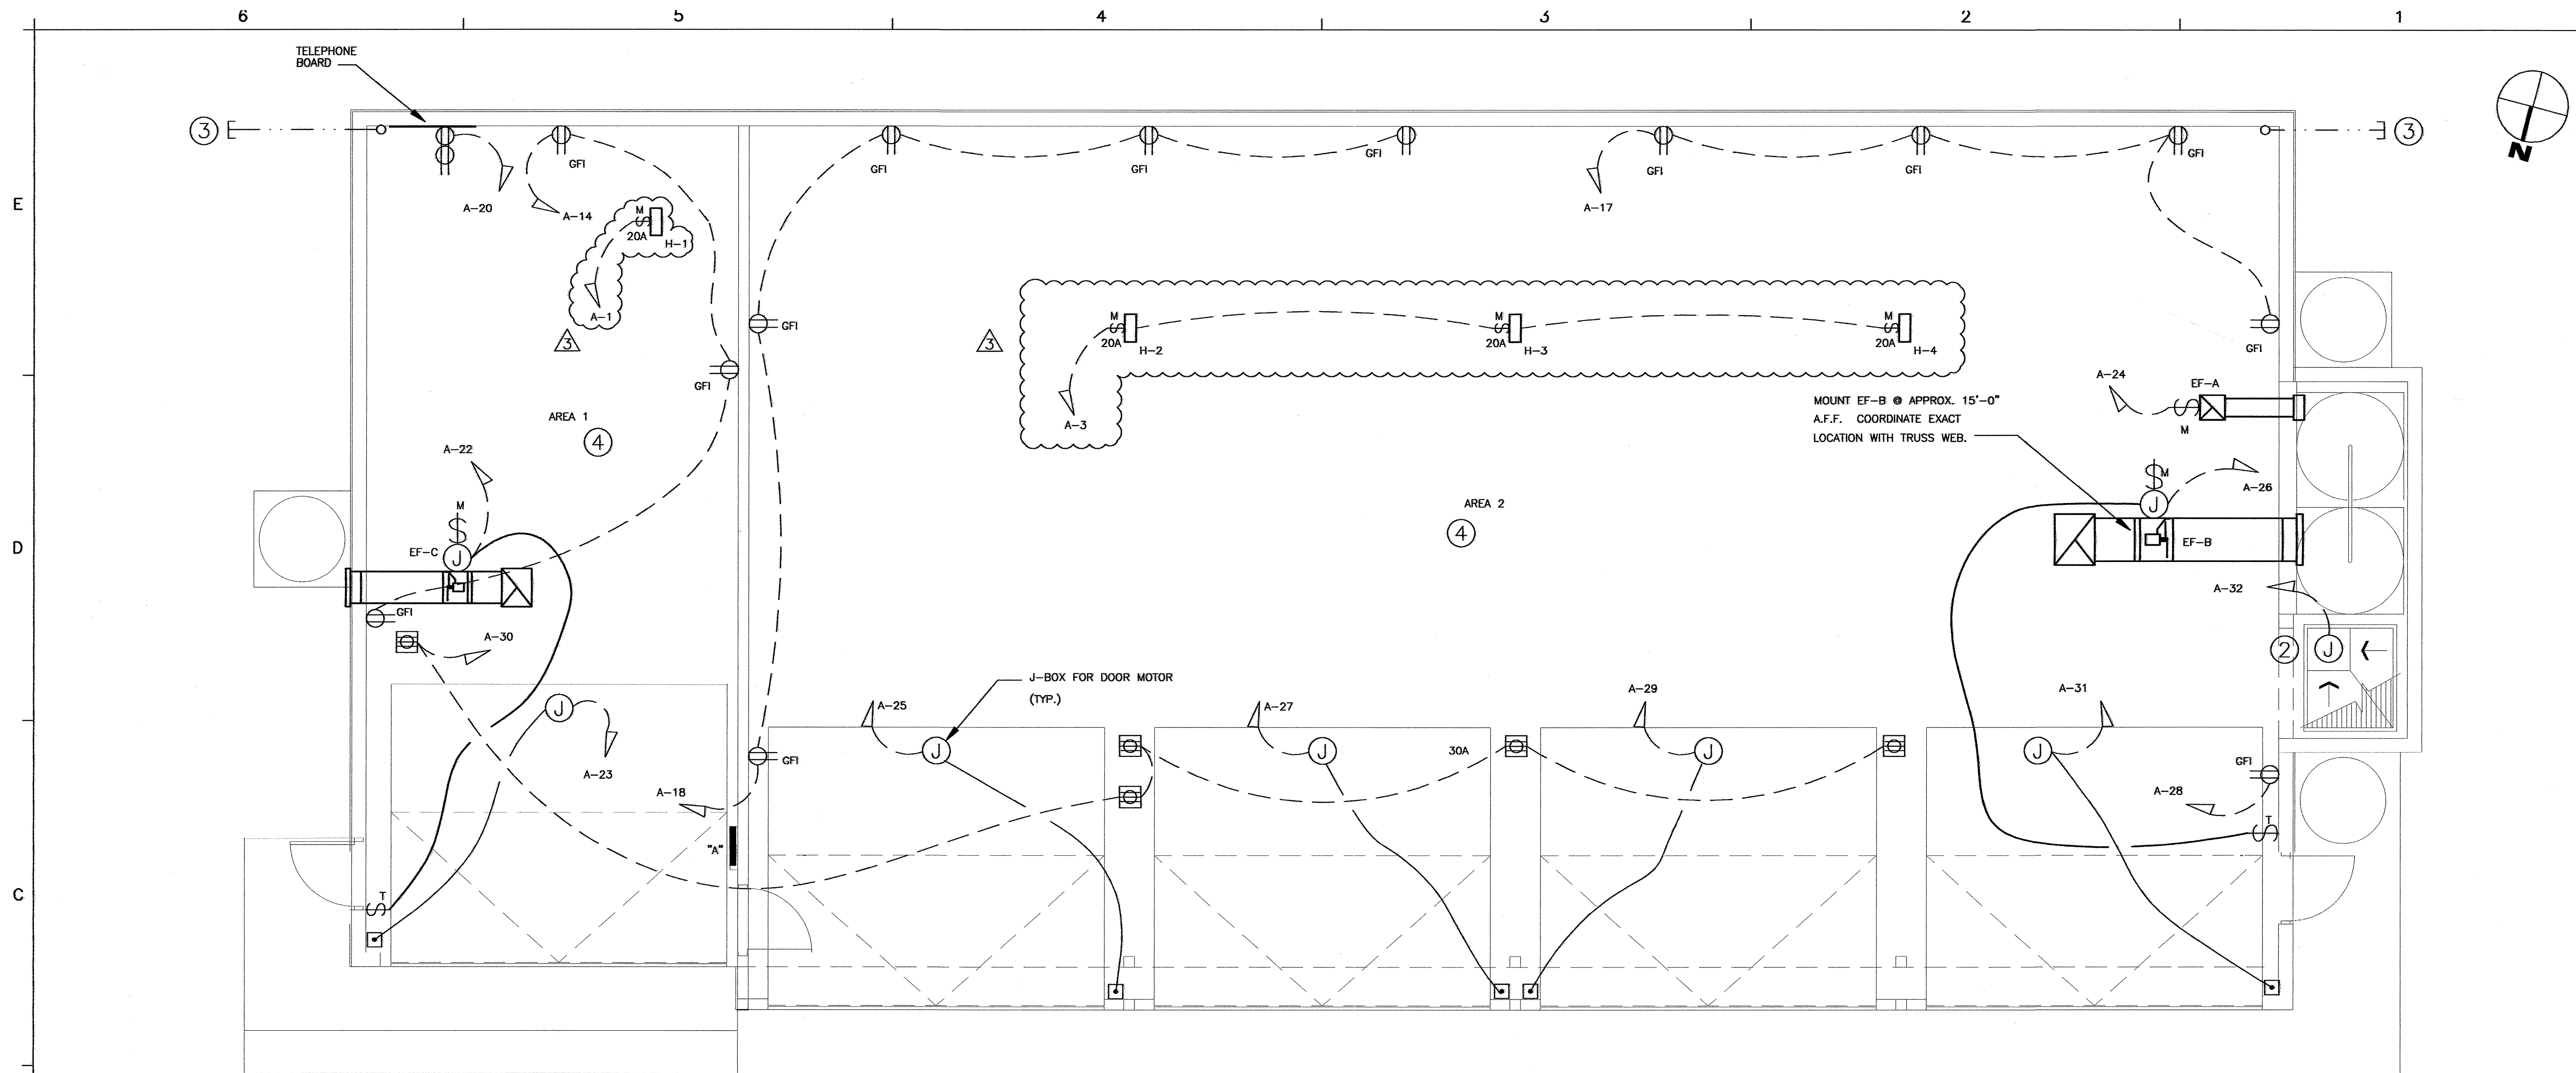 6 5 4 3 2 1
TELEPHONE
BOARD
3
3
N
GFI
GFI
GFI
GFI
GFI
GFI
GFI
E
A-20
A-14
A-17
M
20A
H-1
A-1
3
GFI
3
M
20A
H-2
M
20A
H-3
M
20A
H-4
GFI
GFI
A-3
A-24
EF-A
M
MOUNT EF-B @ APPROX. 15'-0"
A.F.F. COORDINATE EXACT
LOCATION WITH TRUSS WEB.
AREA 1
4
A-22
M
AREA 2
4
M
J
A-26
D
EF-C
J
EF-B
A-32
GFI
A-30
2
J
J-BOX FOR DOOR MOTOR
(TYP.)
J
A-23
A-25
J
A-27
J
30A
A-29
J
A-31
J
GFI
GFI
A-18
A-28
T
"A"
C
T